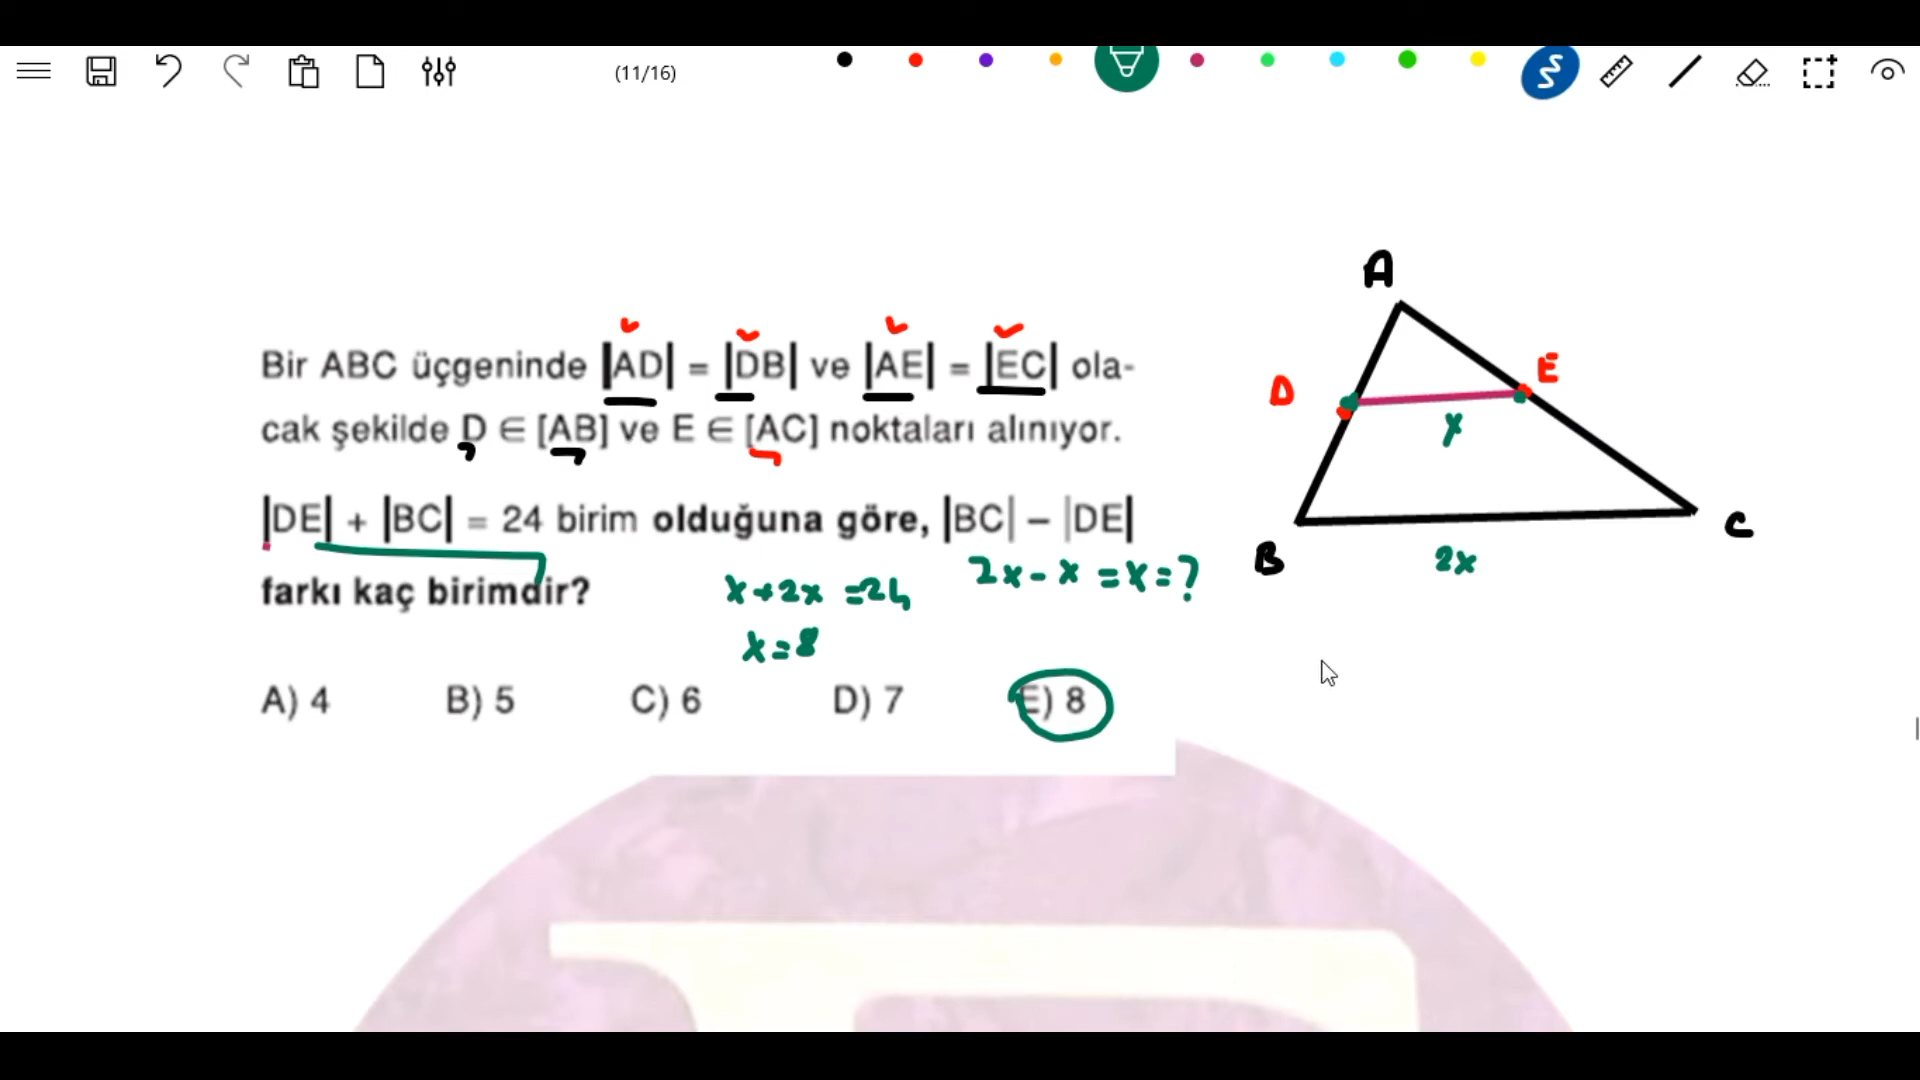 (11/16)
Bir ABC üçgeninde |AD| = |DB| ve |AE| = |EC| ola-
cak şekilde D ∈ [AB] ve E ∈ [AC] noktaları alınıyor.
|DE| + |BC| = 24 birim olduğuna göre, |BC| – |DE|
farkı kaç birimdir?
x+2x =24
2x-x =x=?
x=8
A) 4 B) 5 C) 6 D) 7 E) 8
A
D
E
x
B
C
2x